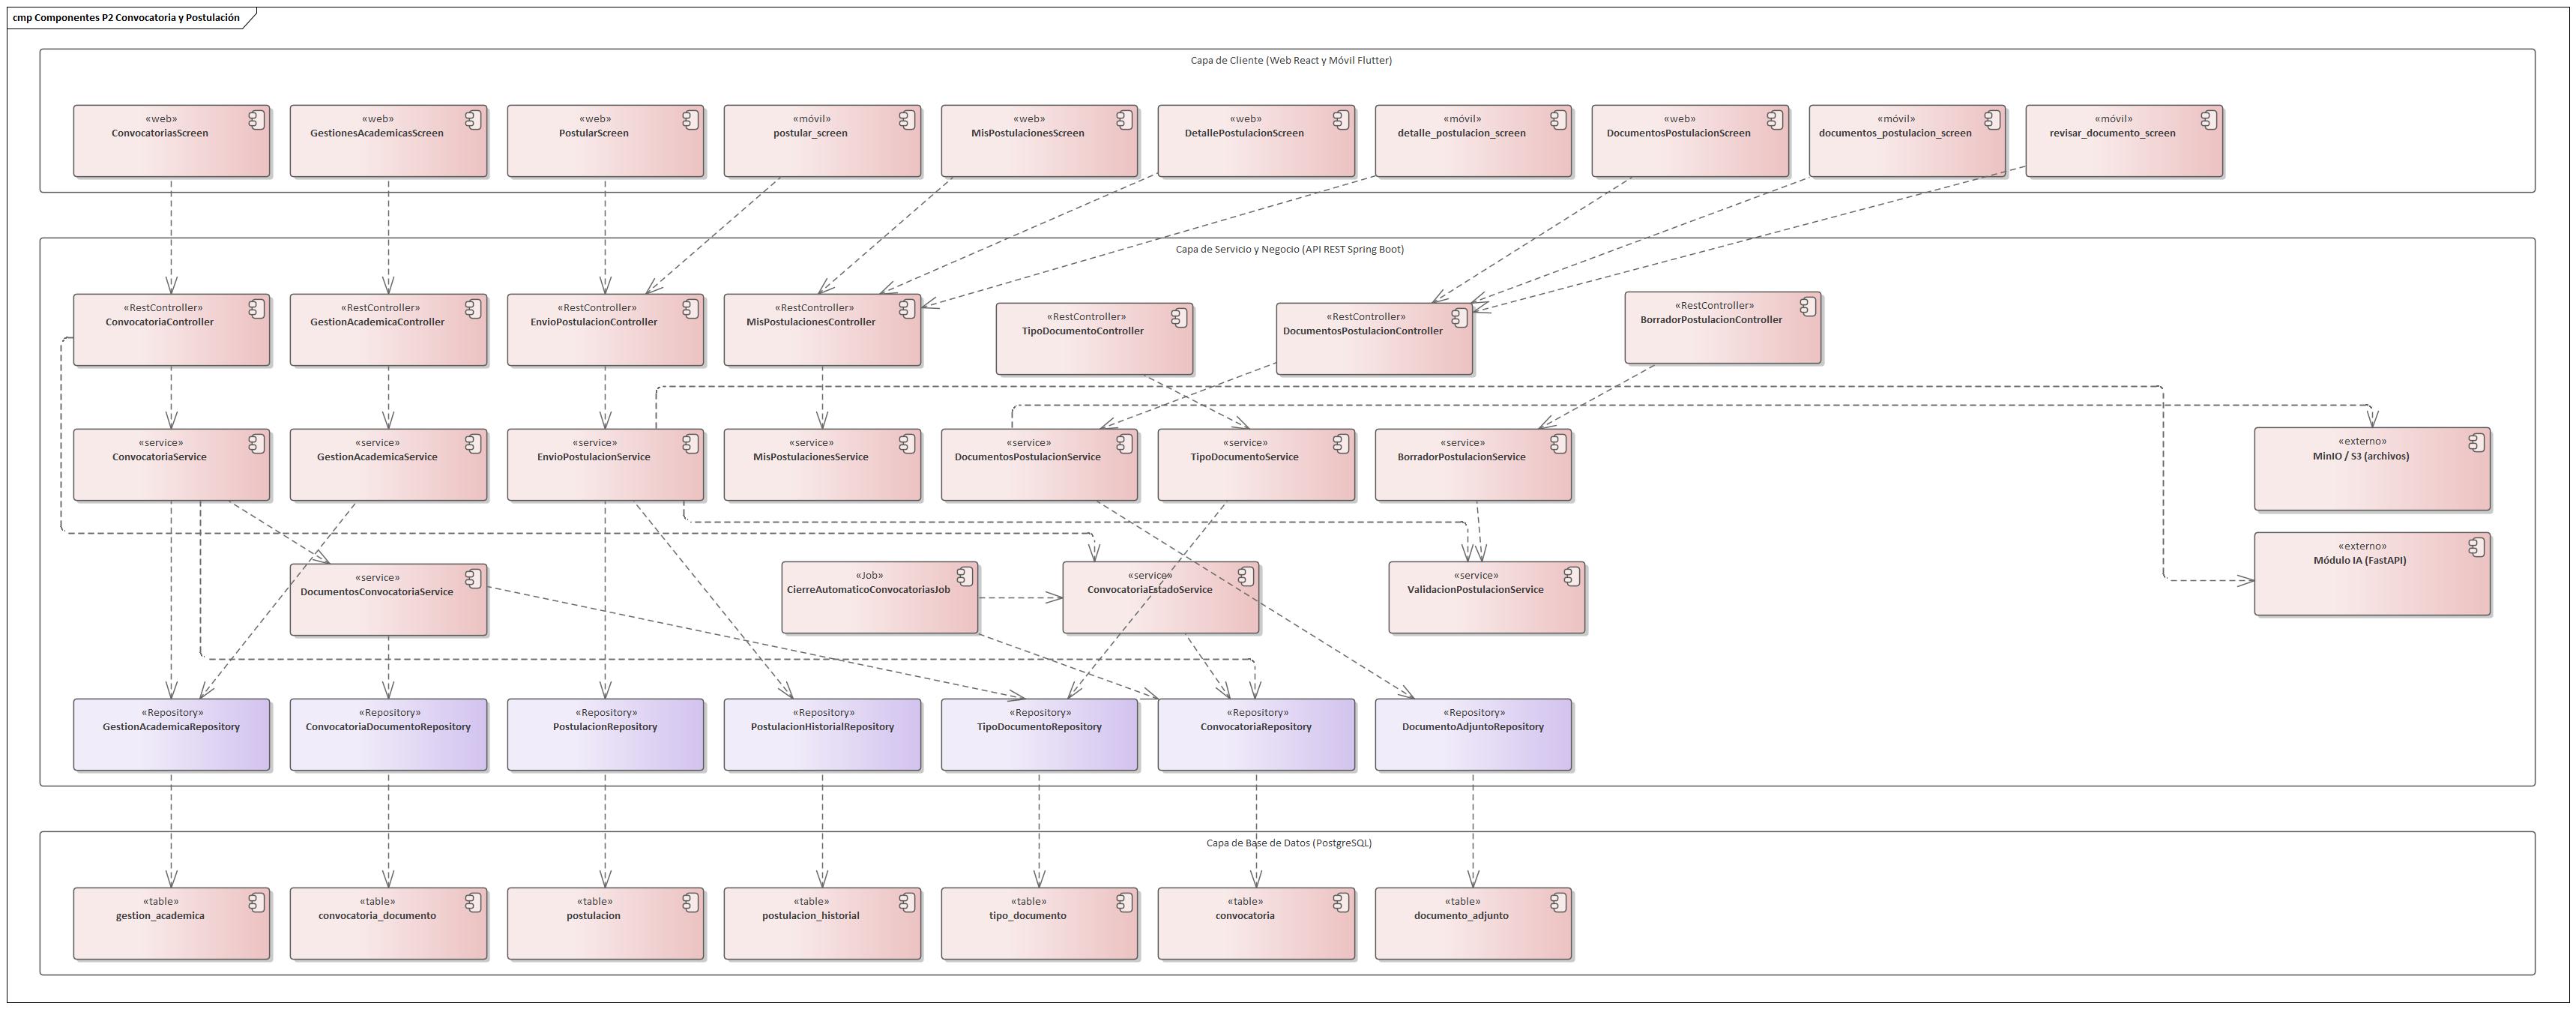 cmp Componentes P2 Convocatoria y Postulación
Capa de Cliente (Web React y Móvil Flutter)
«web»
ConvocatoriasScreen
«web»
GestionesAcademicasScreen
«web»
PostularScreen
«móvil»
postular_screen
«web»
MisPostulacionesScreen
«web»
DetallePostulacionScreen
«móvil»
detalle_postulacion_screen
«web»
DocumentosPostulacionScreen
«móvil»
documentos_postulacion_screen
«móvil»
revisar_documento_screen
Capa de Servicio y Negocio (API REST Spring Boot)
«RestController»
ConvocatoriaController
«RestController»
GestionAcademicaController
«RestController»
EnvioPostulacionController
«RestController»
MisPostulacionesController
«RestController»
TipoDocumentoController
«RestController»
DocumentosPostulacionController
«RestController»
BorradorPostulacionController
«service»
ConvocatoriaService
«service»
GestionAcademicaService
«service»
EnvioPostulacionService
«service»
MisPostulacionesService
«service»
DocumentosPostulacionService
«service»
TipoDocumentoService
«service»
BorradorPostulacionService
«externo»
MinIO / S3 (archivos)
«externo»
Módulo IA (FastAPI)
«service»
DocumentosConvocatoriaService
«Job»
CierreAutomaticoConvocatoriasJob
«service»
ConvocatoriaEstadoService
«service»
ValidacionPostulacionService
«Repository»
GestionAcademicaRepository
«Repository»
ConvocatoriaDocumentoRepository
«Repository»
PostulacionRepository
«Repository»
PostulacionHistorialRepository
«Repository»
TipoDocumentoRepository
«Repository»
ConvocatoriaRepository
«Repository»
DocumentoAdjuntoRepository
Capa de Base de Datos (PostgreSQL)
«table»
gestion_academica
«table»
convocatoria_documento
«table»
postulacion
«table»
postulacion_historial
«table»
tipo_documento
«table»
convocatoria
«table»
documento_adjunto